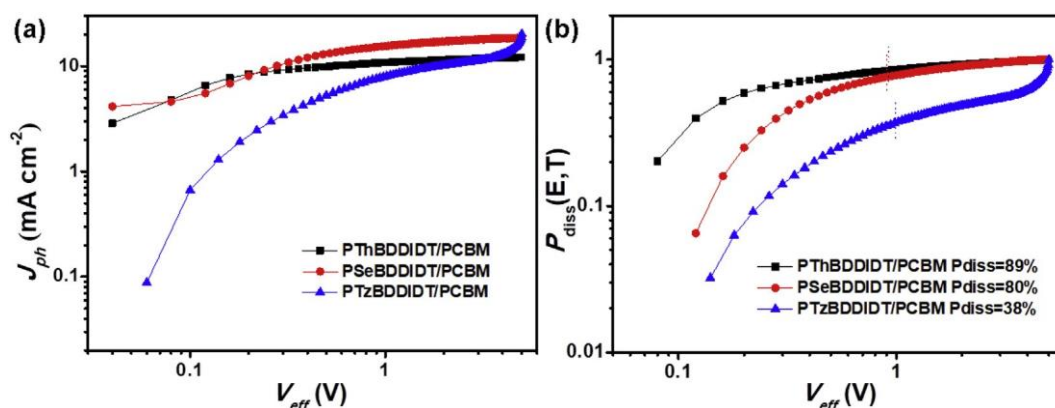 (a)
10
1
0.1
J_ph (mA cm⁻²)
PThBDDIDT/PCBM
PSeBDDIDT/PCBM
PTzBDDIDT/PCBM
0.1
1
V_eff (V)
(b)
1
0.1
0.01
P_diss(E,T)
PThBDDIDT/PCBM Pdiss=89%
PSeBDDIDT/PCBM Pdiss=80%
PTzBDDIDT/PCBM Pdiss=38%
0.1
1
V_eff (V)